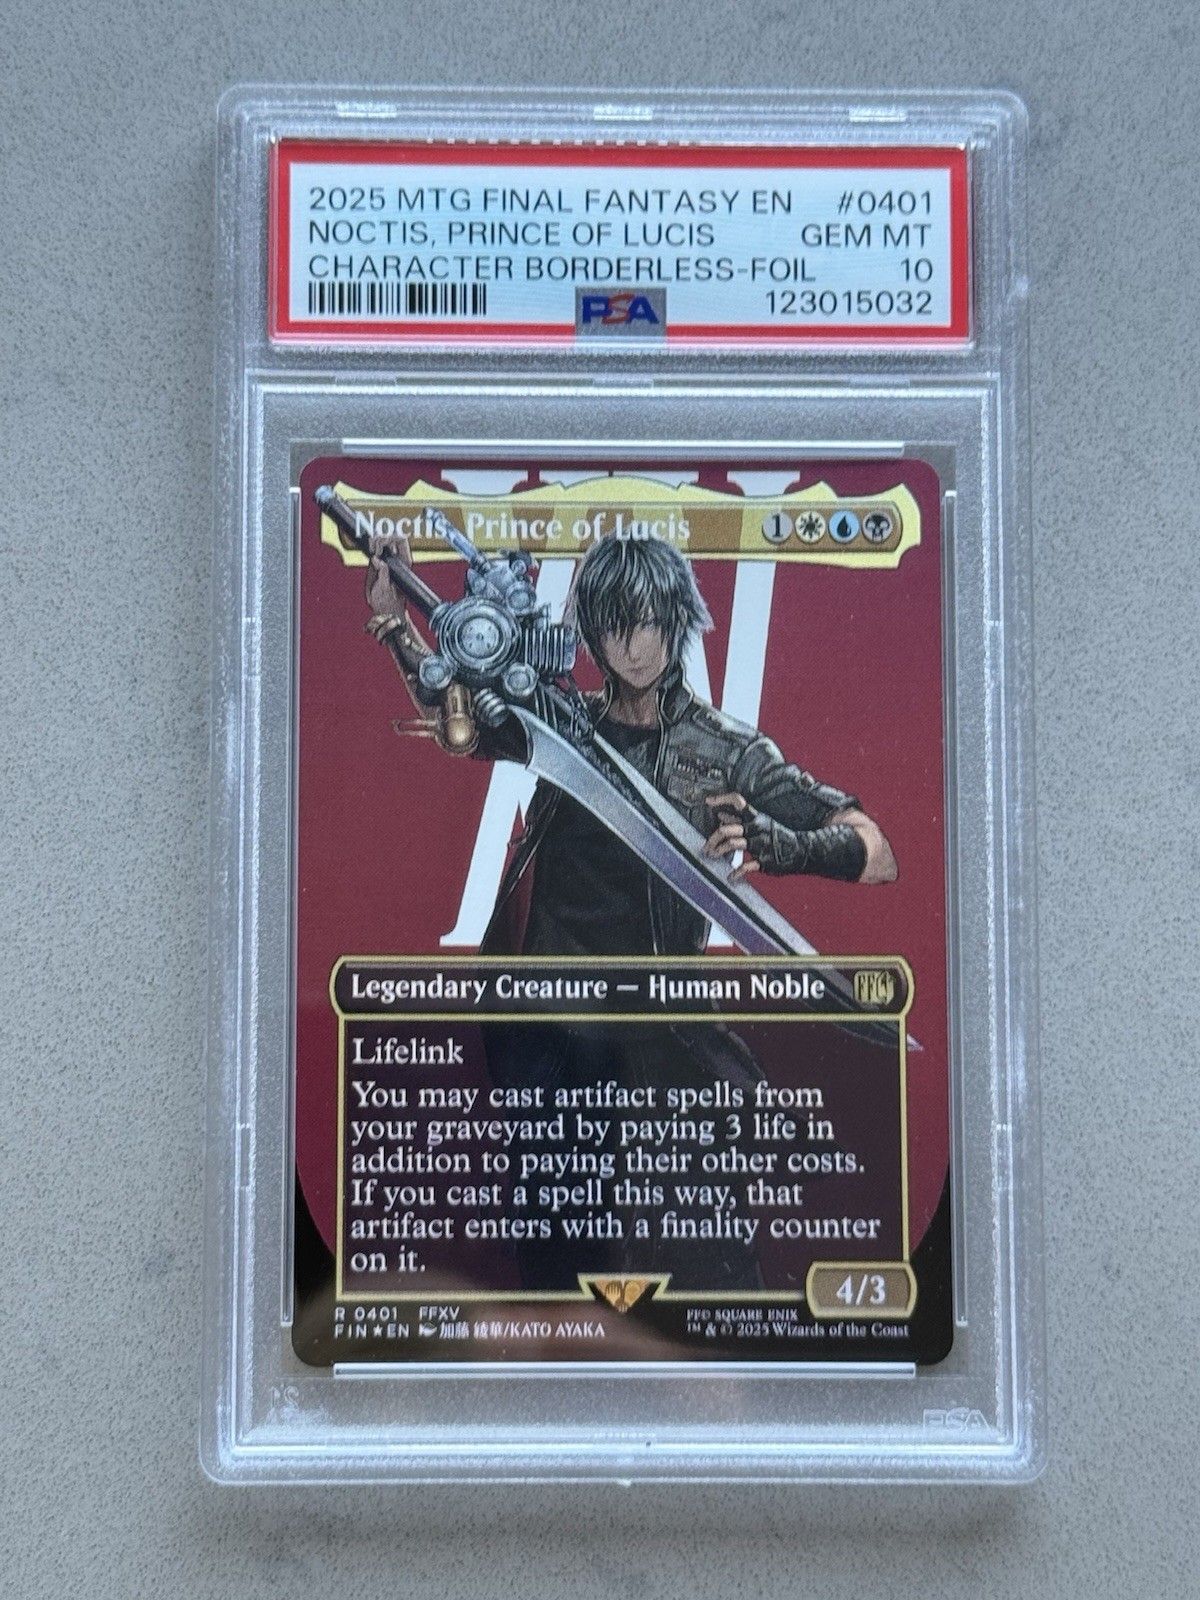 2025 MTG FINAL FANTASY EN #0401
NOCTIS, PRINCE OF LUCIS GEM MT
CHARACTER BORDERLESS-FOIL 10
PSA 123015032
Noctis, Prince of Lucis 1
Legendary Creature — Human Noble
Lifelink
You may cast artifact spells from
your graveyard by paying 3 life in
addition to paying their other costs.
If you cast a spell this way, that
artifact enters with a finality counter
on it.
4/3
R 0401 FFXV
FIN★EN 加藤 綾華/KATO AYAKA
FF© SQUARE ENIX
™ & © 2025 Wizards of the Coast
PSA